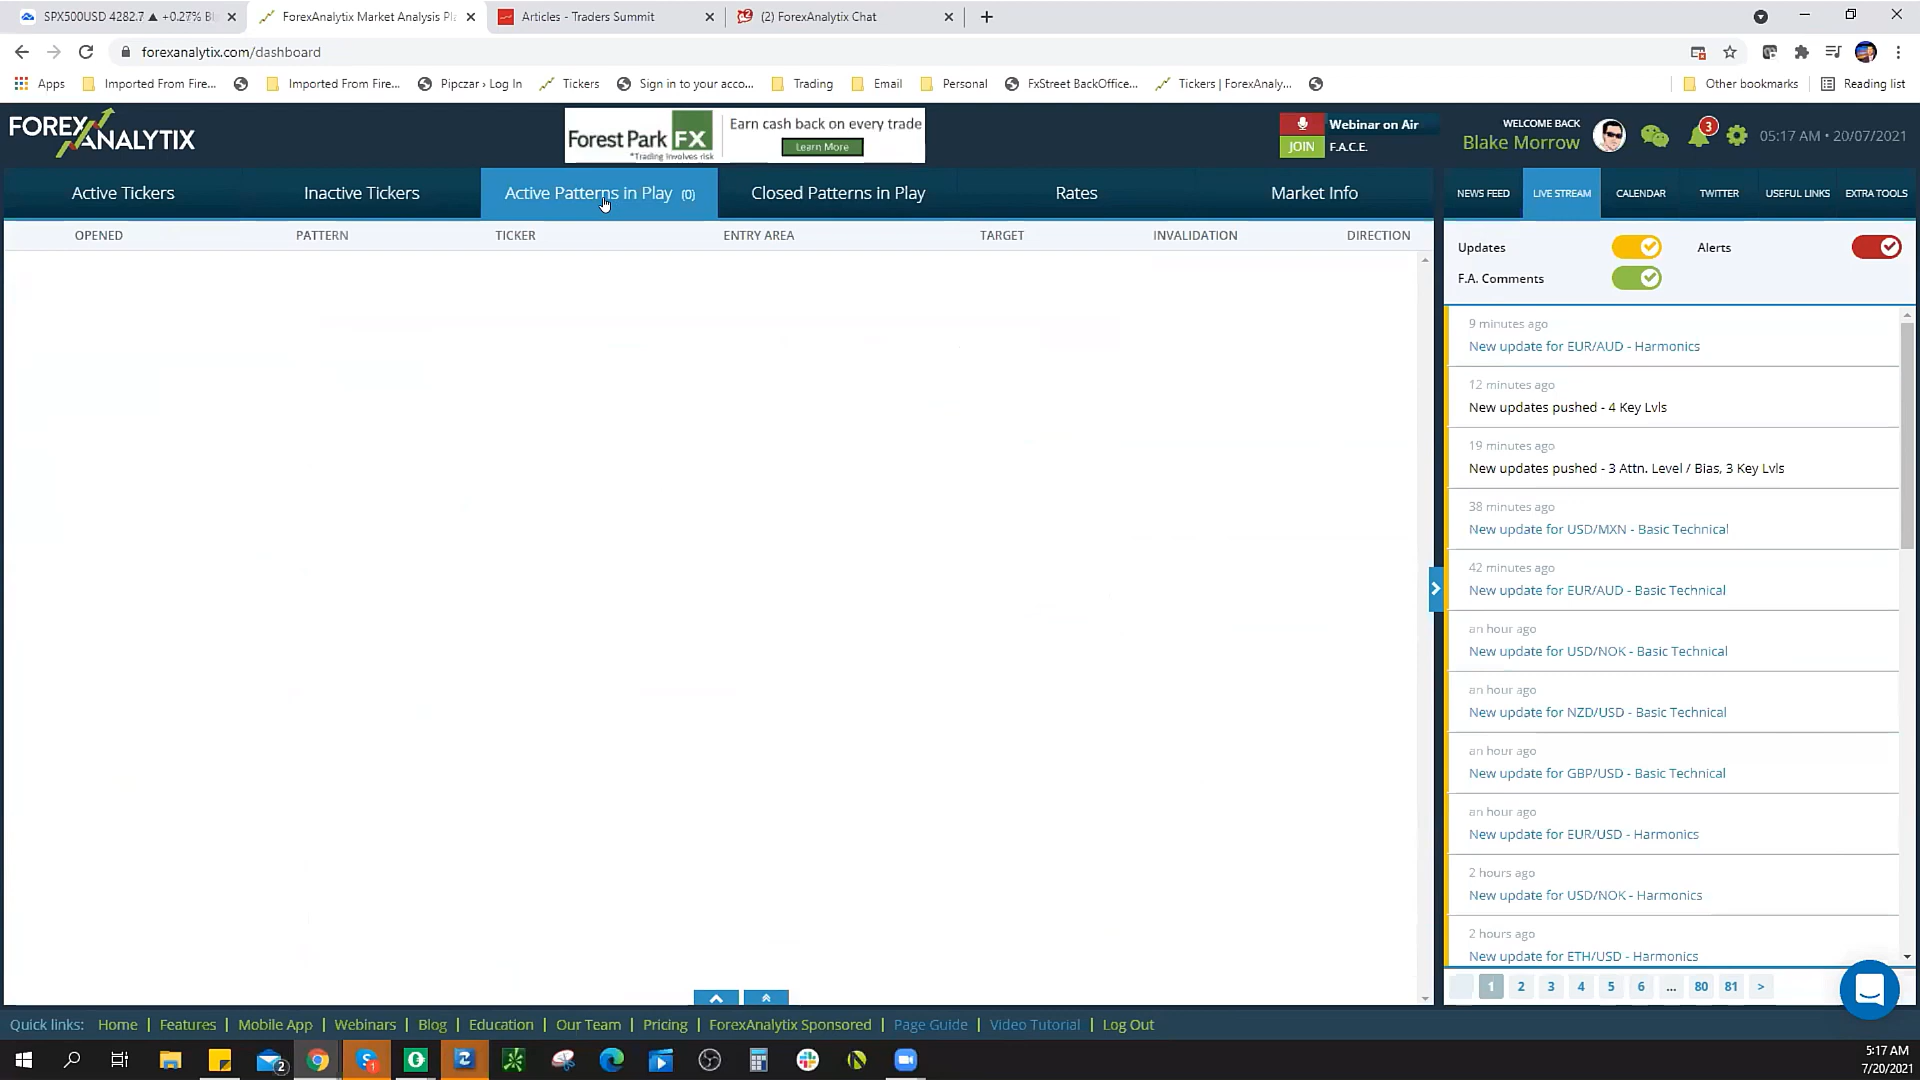 SPX500USD 4282.7 ▲ +0.27% Bl
ForexAnalytix Market Analysis Pla
Articles - Traders Summit
(2) ForexAnalytix Chat
forexanalytix.com/dashboard
Apps
Imported From Fire...
Imported From Fire...
Pipczar › Log In
Tickers
Sign in to your acco...
Trading
Email
Personal
FxStreet BackOffice...
Tickers | ForexAnaly...
Other bookmarks
Reading list
FOREX ANALYTIX
Forest Park FX
*Trading involves risk
Earn cash back on every trade
Learn More
Webinar on Air
JOIN F.A.C.E.
WELCOME BACK
Blake Morrow
3
05:17 AM • 20/07/2021
Active Tickers
Inactive Tickers
Active Patterns in Play (0)
Closed Patterns in Play
Rates
Market Info
NEWS FEED
LIVE STREAM
CALENDAR
TWITTER
USEFUL LINKS
EXTRA TOOLS
OPENED PATTERN TICKER ENTRY AREA TARGET INVALIDATION DIRECTION
Updates
Alerts
F.A. Comments
9 minutes ago
New update for EUR/AUD - Harmonics
12 minutes ago
New updates pushed - 4 Key Lvls
19 minutes ago
New updates pushed - 3 Attn. Level / Bias, 3 Key Lvls
38 minutes ago
New update for USD/MXN - Basic Technical
42 minutes ago
New update for EUR/AUD - Basic Technical
an hour ago
New update for USD/NOK - Basic Technical
an hour ago
New update for NZD/USD - Basic Technical
an hour ago
New update for GBP/USD - Basic Technical
an hour ago
New update for EUR/USD - Harmonics
2 hours ago
New update for USD/NOK - Harmonics
2 hours ago
New update for ETH/USD - Harmonics
1 2 3 4 5 6 ... 80 81 >
Quick links: Home | Features | Mobile App | Webinars | Blog | Education | Our Team | Pricing | ForexAnalytix Sponsored | Page Guide | Video Tutorial | Log Out
2
1
5:17 AM
7/20/2021